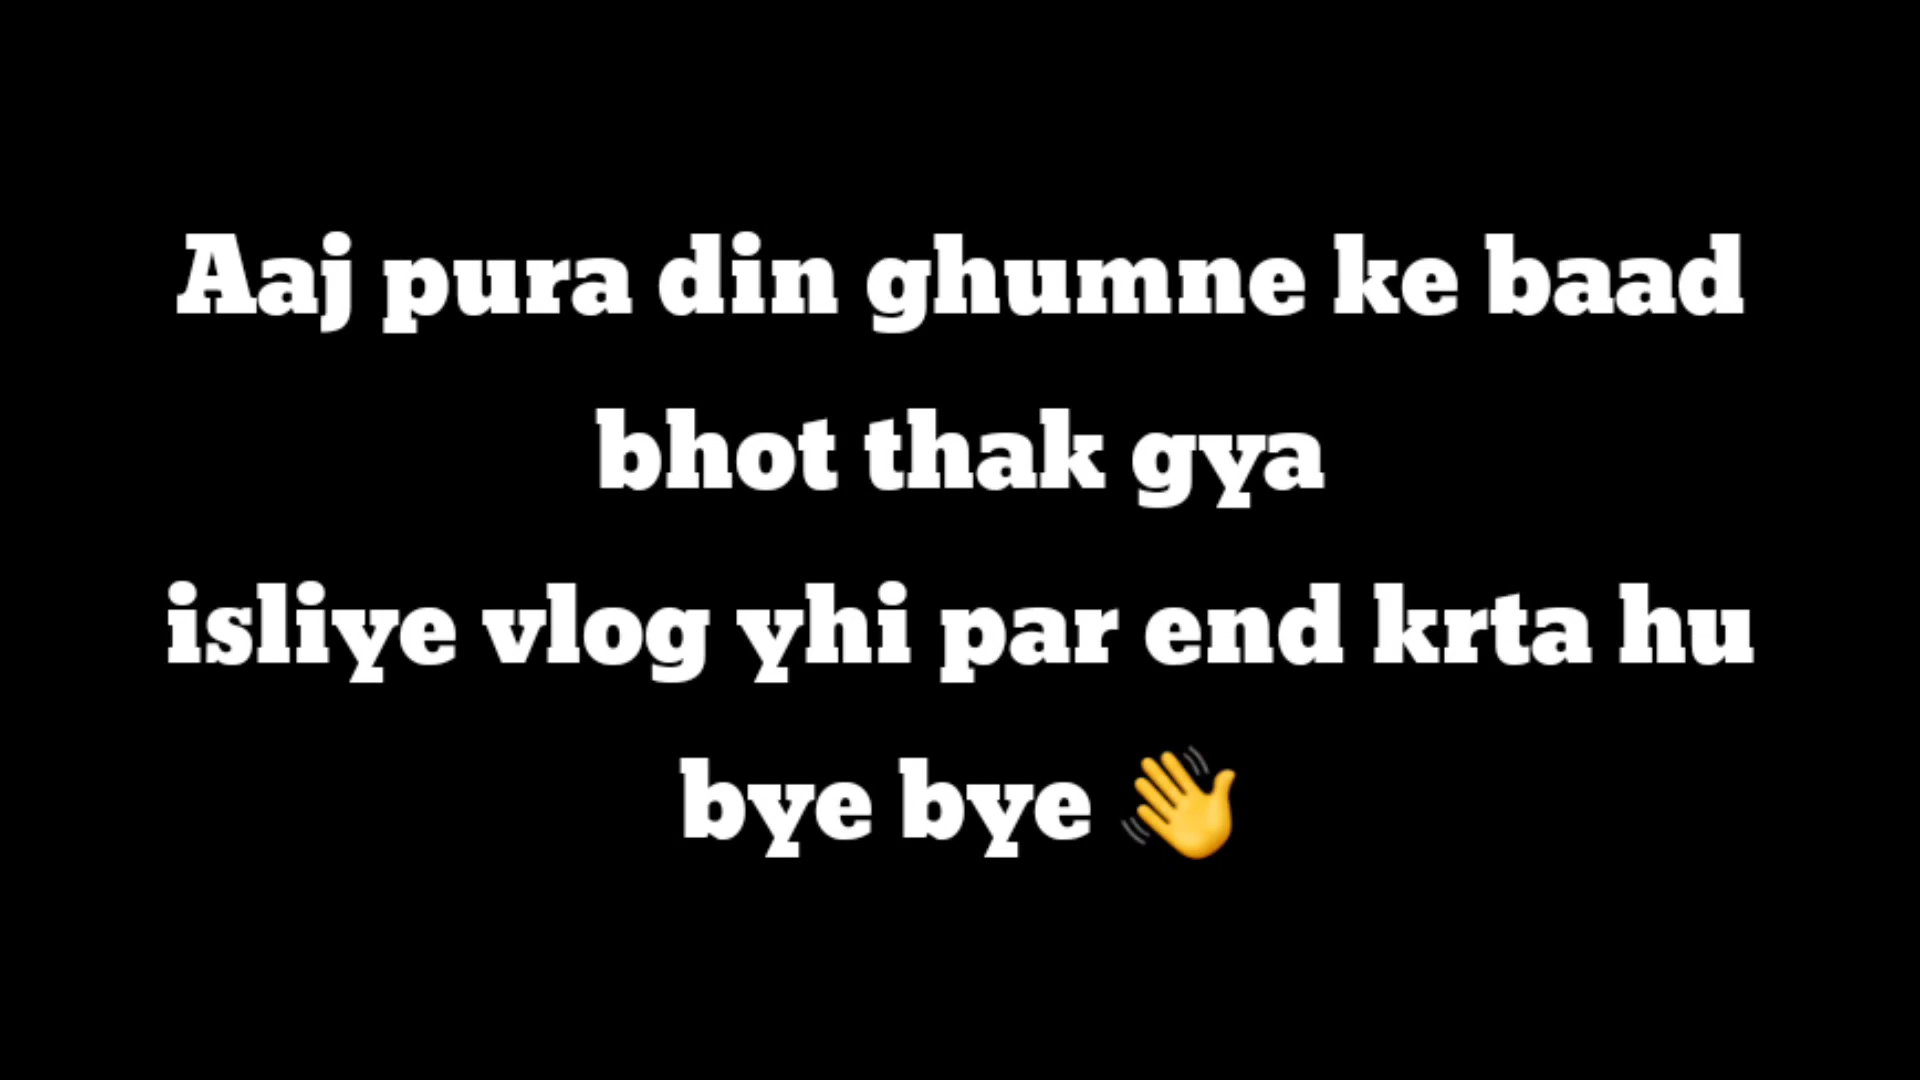 Aaj pura din ghumne ke baad
bhot thak gya
isliye vlog yhi par end krta hu
bye bye 👋